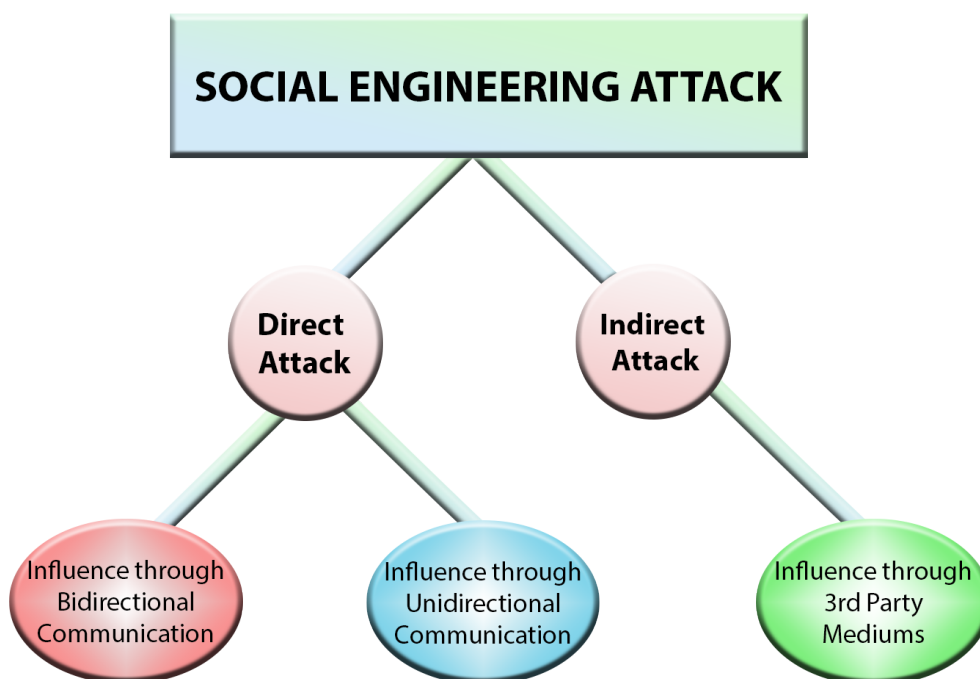 SOCIAL ENGINEERING ATTACK
Direct
Attack
Indirect
Attack
Influence through
Bidirectional
Communication
Influence through
Unidirectional
Communication
Influence through
3rd Party
Mediums